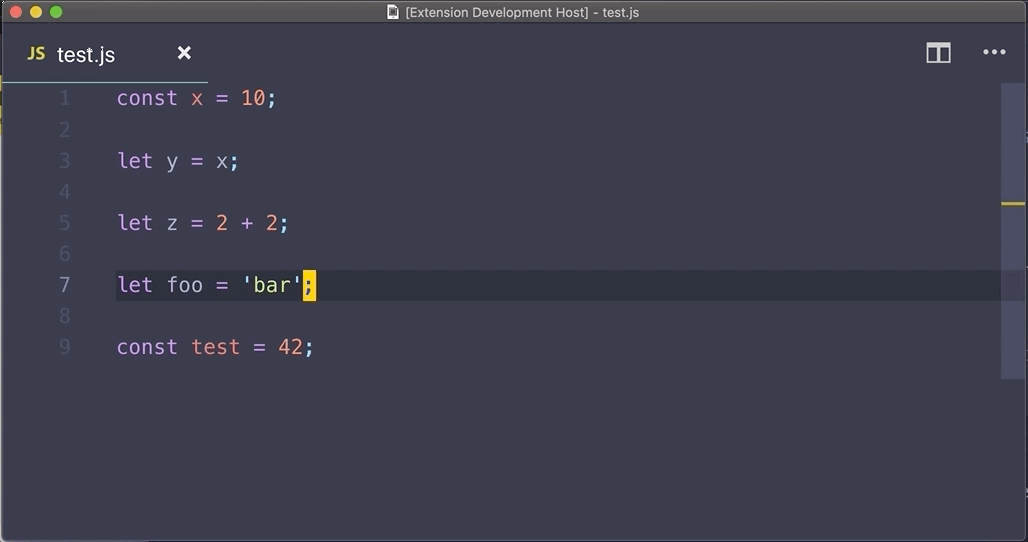 [Extension Development Host] - test.js
JS test.js
1 const x = 10;
2
3 let y = x;
4
5 let z = 2 + 2;
6
7 let foo = 'bar';
8
9 const test = 42;